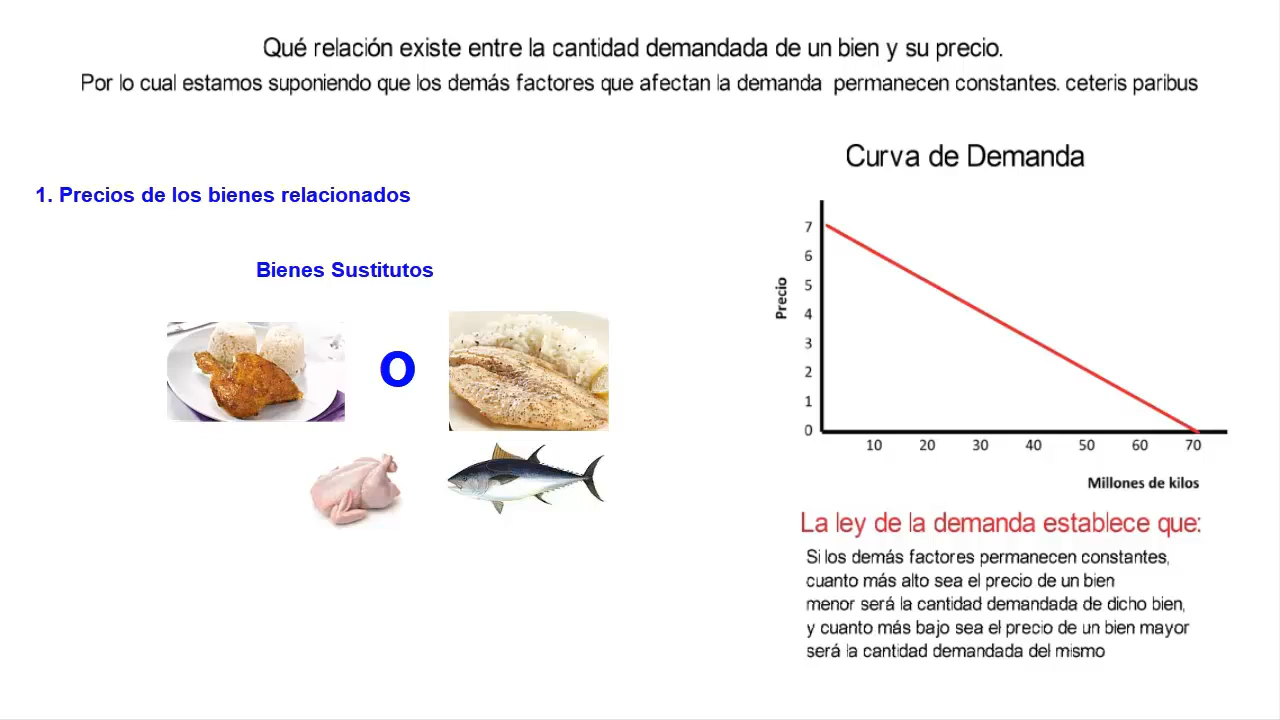 Qué relación existe entre la cantidad demandada de un bien y su precio.
Por lo cual estamos suponiendo que los demás factores que afectan la demanda permanecen constantes. ceteris paribus
1. Precios de los bienes relacionados
Bienes Sustitutos
O
Curva de Demanda
Precio
7
6
5
4
3
2
1
0
10 20 30 40 50 60 70
Millones de kilos
La ley de la demanda establece que:
Si los demás factores permanecen constantes,
cuanto más alto sea el precio de un bien
menor será la cantidad demandada de dicho bien,
y cuanto más bajo sea el precio de un bien mayor
será la cantidad demandada del mismo